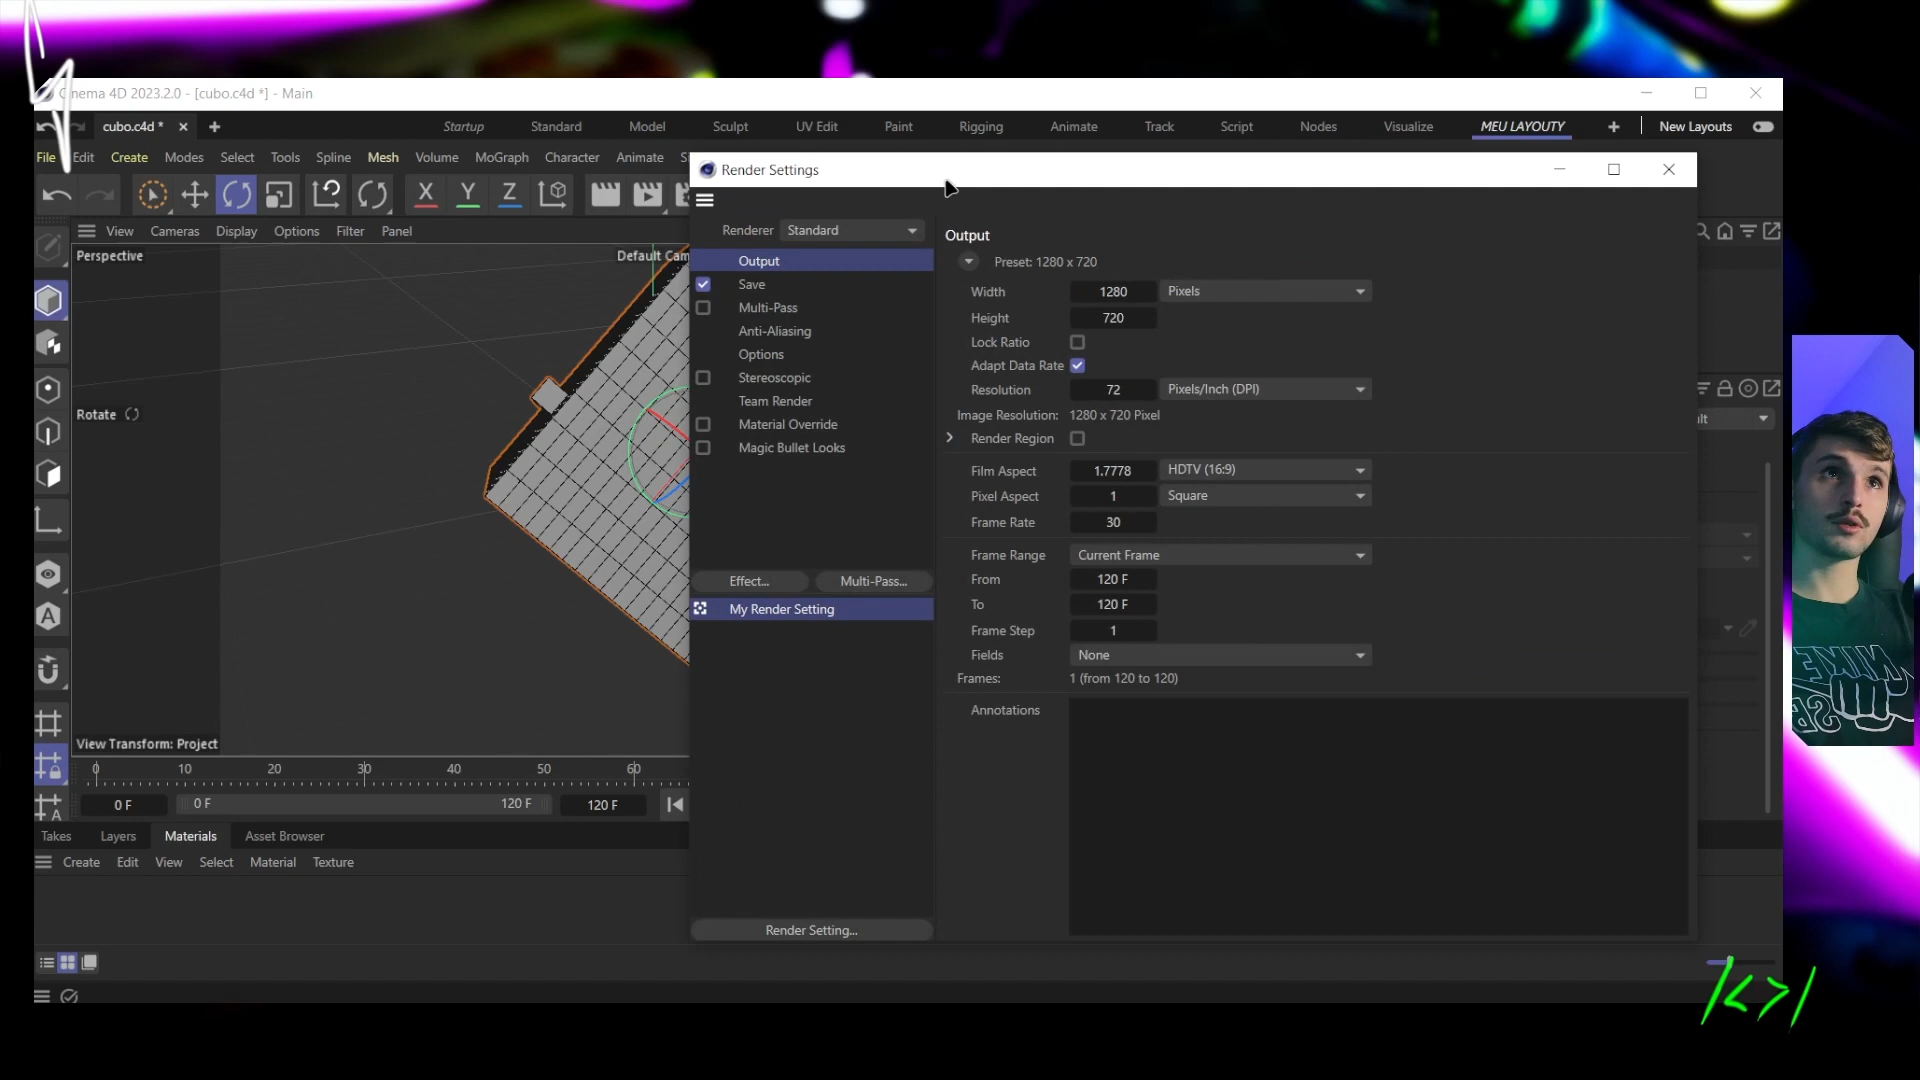 Cinema 4D 2023.2.0 - [cubo.c4d *] - Main
cubo.c4d *
Startup Standard Model Sculpt UV Edit Paint Rigging Animate Track Script Nodes Visualize MEU LAYOUTY New Layouts
File Edit Create Modes Select Tools Spline Mesh Volume MoGraph Character Animate
Render Settings
X Y Z
View Cameras Display Options Filter Panel
Perspective
Default Cam
Rotate
View Transform: Project
0 10 20 30 40 50 60
0 F 0 F 120 F 120 F
Takes Layers Materials Asset Browser
Create Edit View Select Material Texture
Renderer Standard
Output
Save
Multi-Pass
Anti-Aliasing
Options
Stereoscopic
Team Render
Material Override
Magic Bullet Looks
Effect... Multi-Pass...
My Render Setting
Render Setting...
Output
Preset: 1280 x 720
Width 1280 Pixels
Height 720
Lock Ratio
Adapt Data Rate
Resolution 72 Pixels/Inch (DPI)
Image Resolution: 1280 x 720 Pixel
Render Region
Film Aspect 1.7778 HDTV (16:9)
Pixel Aspect 1 Square
Frame Rate 30
Frame Range Current Frame
From 120 F
To 120 F
Frame Step 1
Fields None
Frames: 1 (from 120 to 120)
Annotations